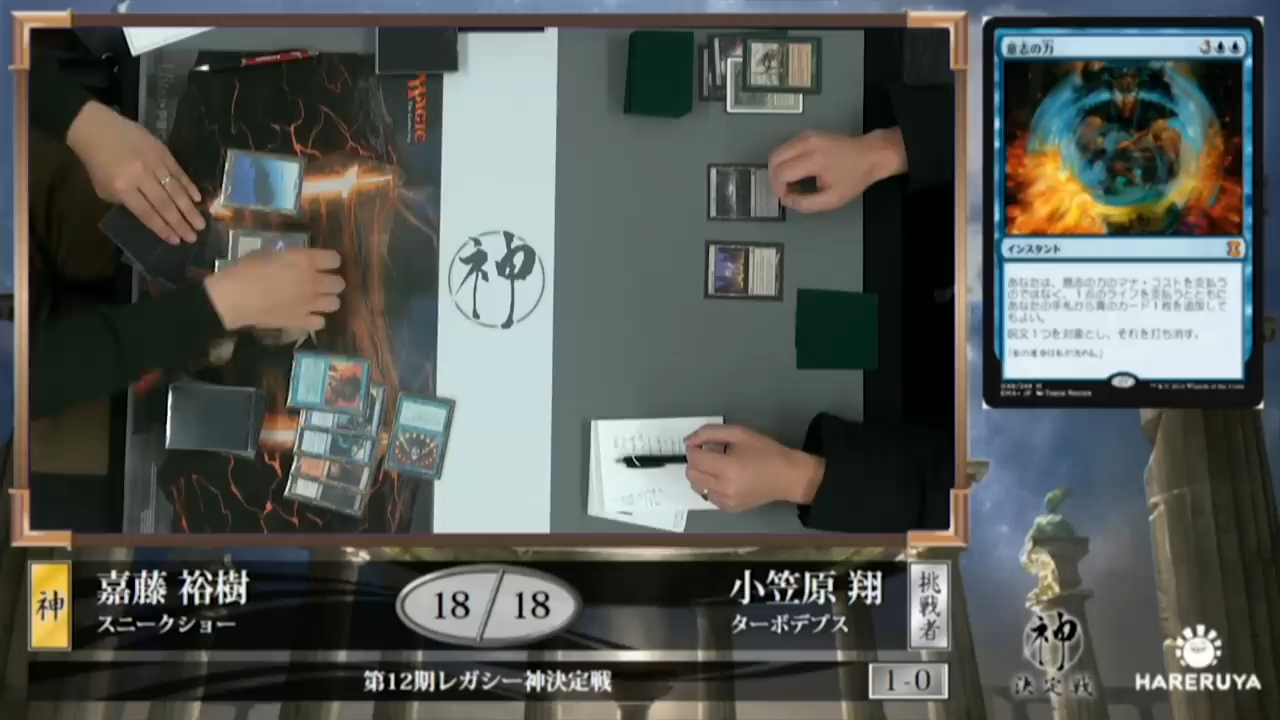 MAGIC
神
意志の力
3
インスタント
あなたは、意志の力のマナ・コストを支払う
のではなく、1点のライフを支払うとともに
あなたの手札から青のカード1枚を追放して
もよい。
呪文1つを対象とし、それを打ち消す。
神
嘉藤 裕樹
スニークショー
18 / 18
小笠原 翔
ターボデプス
挑戦者
第12期レガシー神決定戦
1-0
神
決定戦
HARERUYA